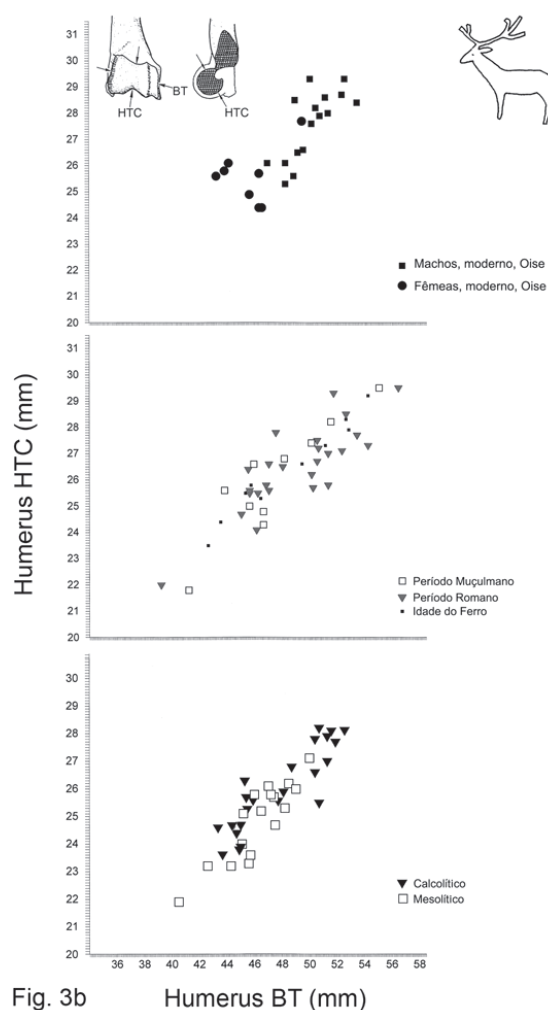 31
30
29
28
27
26
25
24
23
22
21
20
BT
HTC
HTC
Machos, moderno, Oise
Fêmeas, moderno, Oise
Humerus HTC (mm)
31
30
29
28
27
26
25
24
23
22
21
20
Período Muçulmano
Período Romano
Idade do Ferro
30
29
28
27
26
25
24
23
22
21
20
Calcolítico
Mesolítico
36 38 40 42 44 46 48 50 52 54 56 58
Fig. 3b Humerus BT (mm)